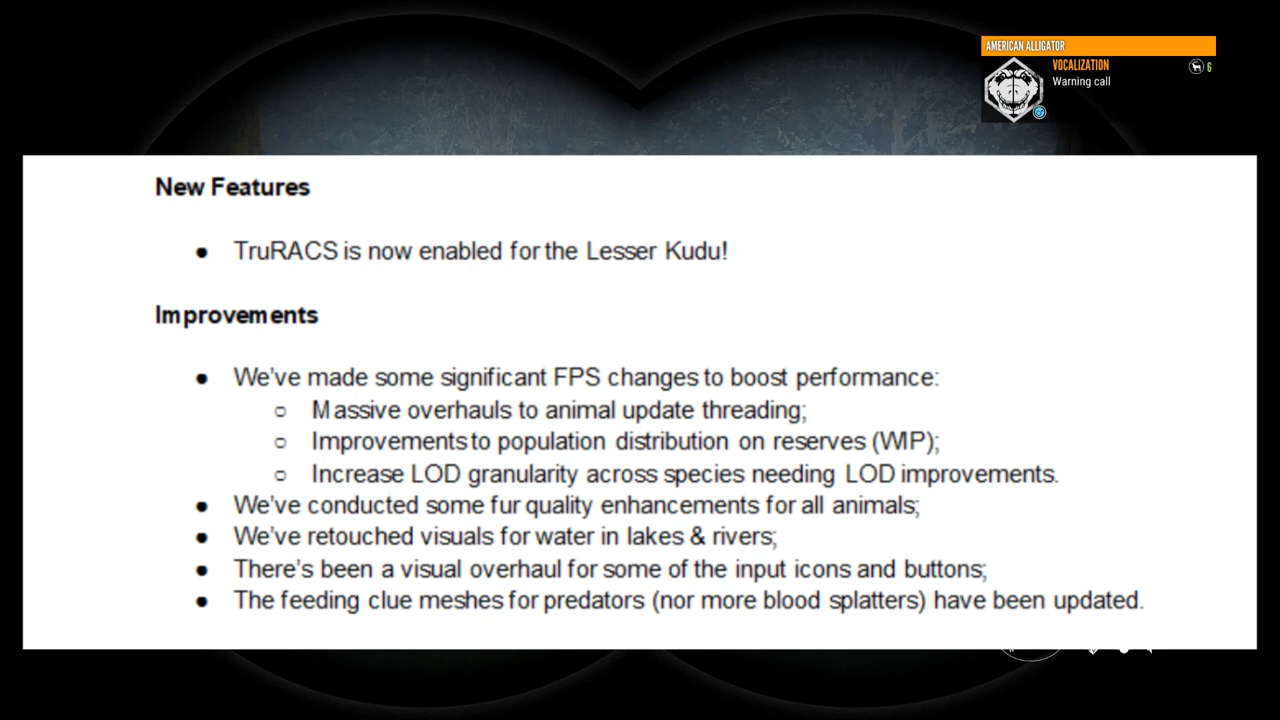 AMERICAN ALLIGATOR
VOCALIZATION
6
Warning call
New Features
● TruRACS is now enabled for the Lesser Kudu!
Improvements
● We've made some significant FPS changes to boost performance:
○ Massive overhauls to animal update threading;
○ Improvements to population distribution on reserves (WIP);
○ Increase LOD granularity across species needing LOD improvements.
● We've conducted some fur quality enhancements for all animals;
● We've retouched visuals for water in lakes & rivers;
● There's been a visual overhaul for some of the input icons and buttons;
● The feeding clue meshes for predators (nor more blood splatters) have been updated.